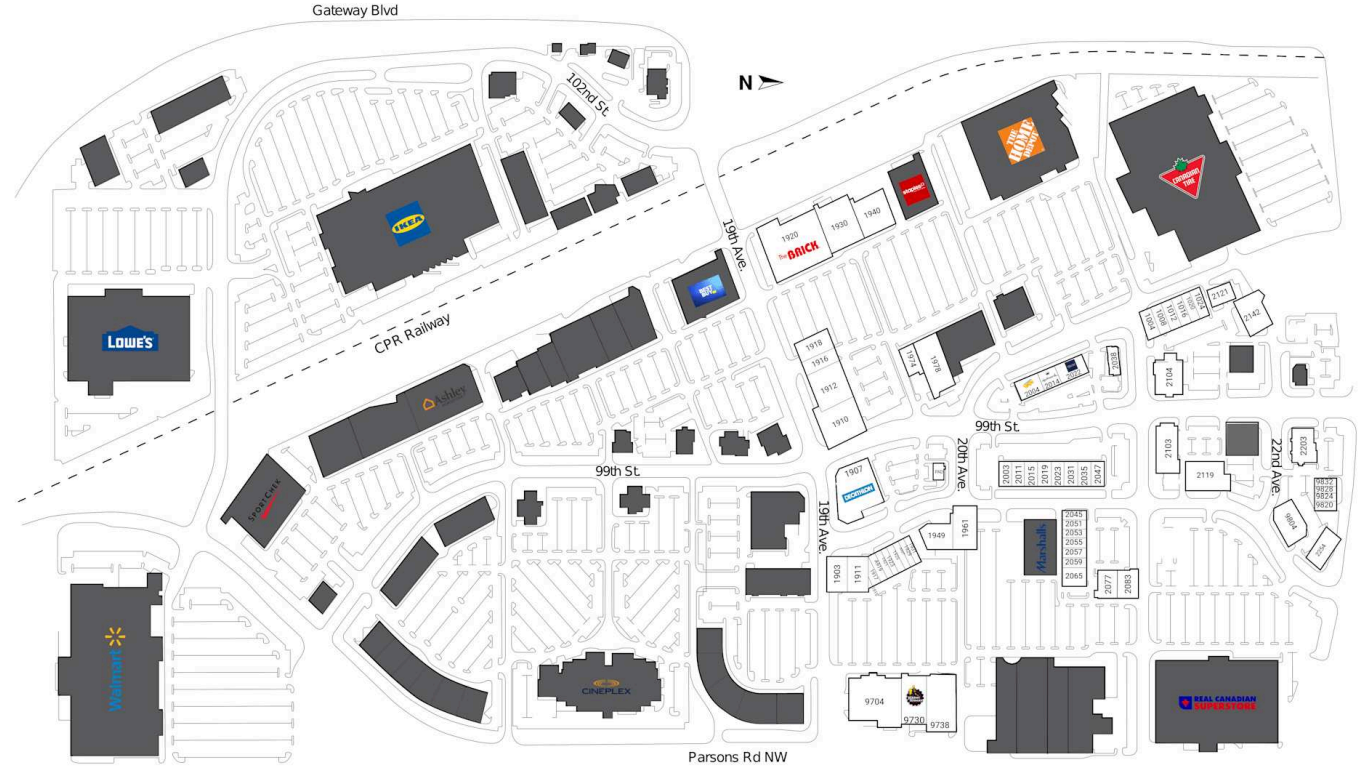 Gateway Blvd
102nd St.
N
THE
HOME
DEPOT
CANADIAN
TIRE
IKEA
19th Ave.
1920
The BRICK
1930
1940
BEST
BUY
LOWE'S
CPR Railway
Ashley
1918
1916
1912
1910
1974
1978
2004
2014
2022
2038
1004
1008
1012
1016
1020
1024
2121
2142
2104
99th St.
99th St.
SPORTCHEK
1907
DECATHLON
20th Ave.
2003
2011
2015
2019
2023
2031
2035
2047
2103
2119
22nd Ave.
2203
9832
9828
9824
9820
9804
2254
19th Ave.
1903
1911
1949
1961
Marshalls
2045
2051
2053
2055
2057
2059
2065
2077
2083
Walmart
CINEPLEX
9704
9730
9738
REAL CANADIAN
SUPERSTORE
Parsons Rd NW